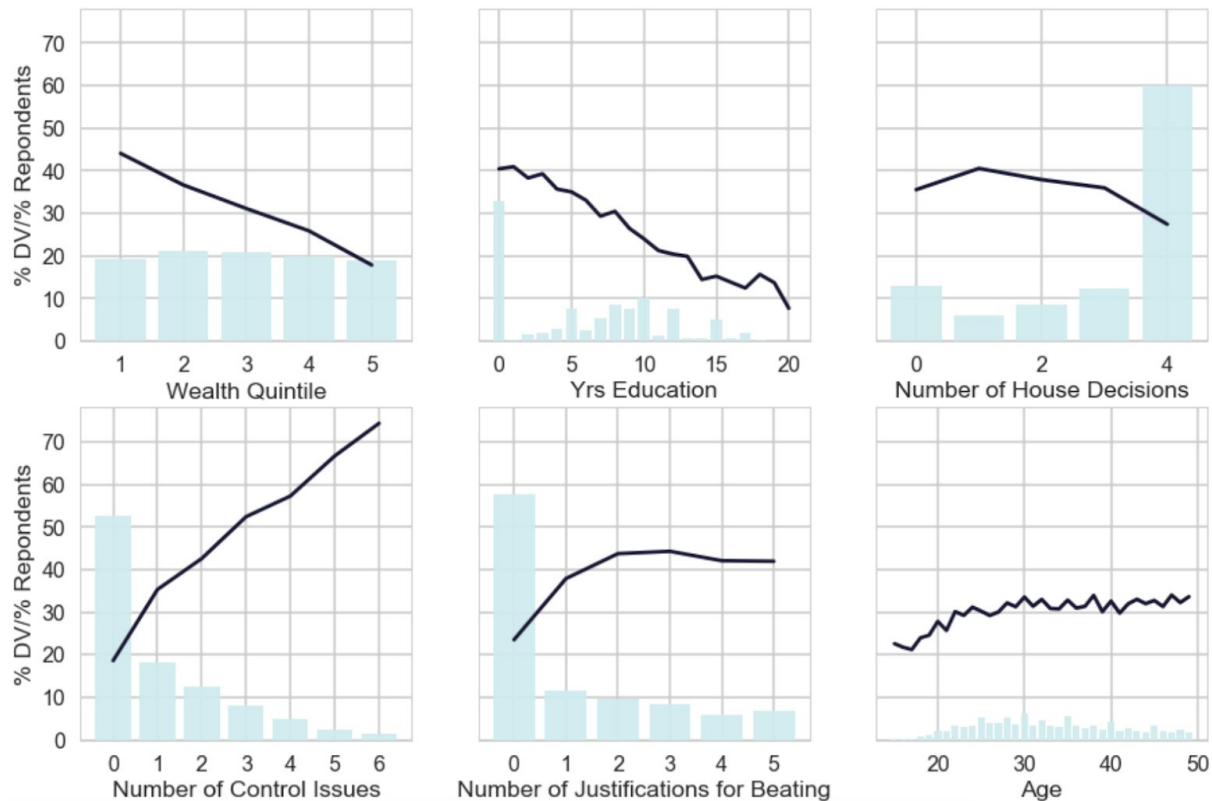 70
60
50
40
30
20
10
0
% DV/% Repondents
1 2 3 4 5
Wealth Quintile
0 5 10 15 20
Yrs Education
0 2 4
Number of House Decisions
70
60
50
40
30
20
10
0
% DV/% Repondents
0 1 2 3 4 5 6
Number of Control Issues
0 1 2 3 4 5
Number of Justifications for Beating
20 30 40 50
Age